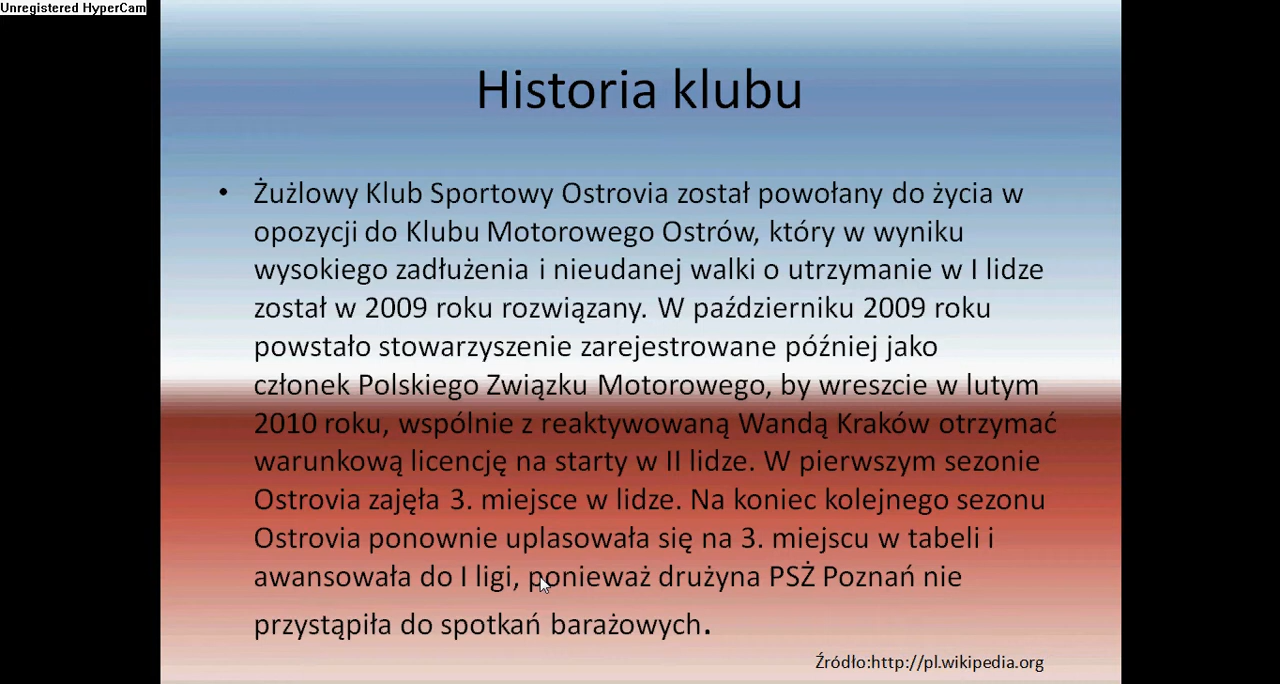 Unregistered HyperCam
Historia klubu
• Żużlowy Klub Sportowy Ostrovia został powołany do życia w
opozycji do Klubu Motorowego Ostrów, który w wyniku
wysokiego zadłużenia i nieudanej walki o utrzymanie w I lidze
został w 2009 roku rozwiązany. W październiku 2009 roku
powstało stowarzyszenie zarejestrowane później jako
członek Polskiego Związku Motorowego, by wreszcie w lutym
2010 roku, wspólnie z reaktywowaną Wandą Kraków otrzymać
warunkową licencję na starty w II lidze. W pierwszym sezonie
Ostrovia zajęła 3. miejsce w lidze. Na koniec kolejnego sezonu
Ostrovia ponownie uplasowała się na 3. miejscu w tabeli i
awansowała do I ligi, ponieważ drużyna PSŻ Poznań nie
przystąpiła do spotkań barażowych.
Źródło:http://pl.wikipedia.org